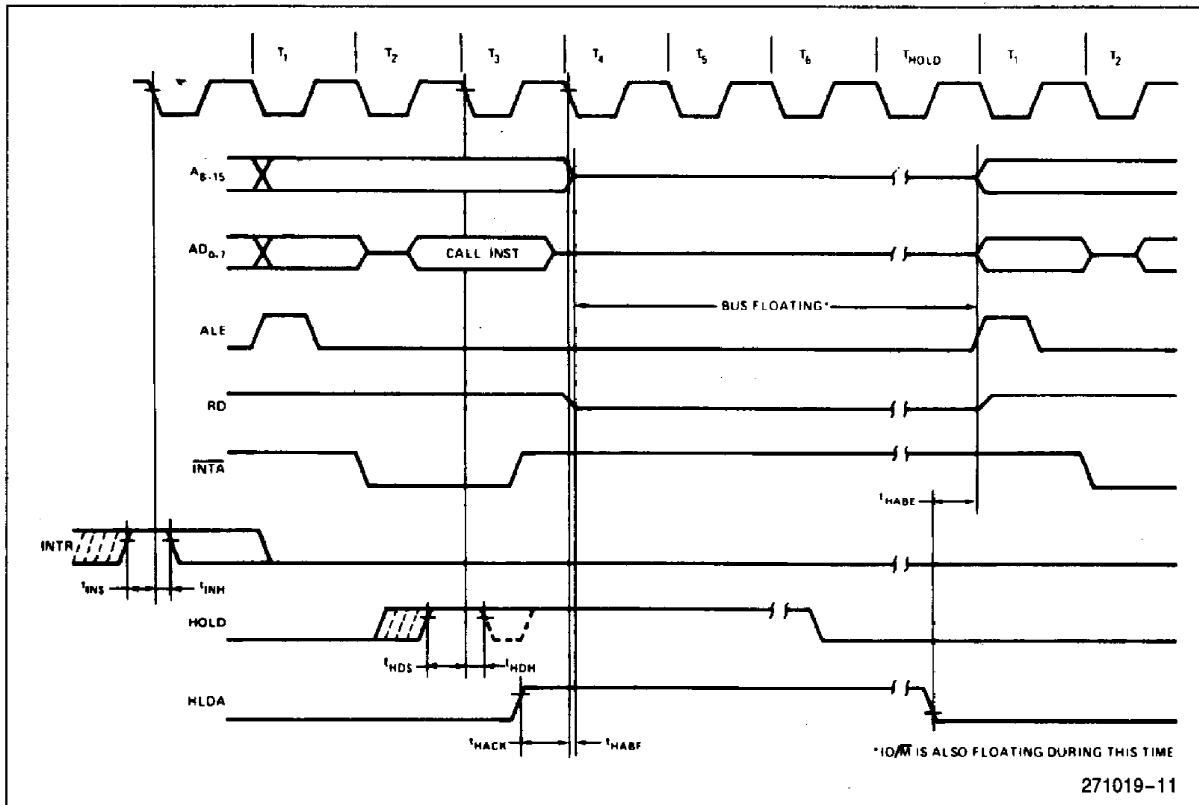 T1 T2 T3 T4 T5 T6 THOLD T1 T2
A8-15
AD0-7
CALL INST
BUS FLOATING*
ALE
RD
INTA
tHABE
INTR
tINS
tINH
HOLD
tHDS
tHDH
HLDA
tHACK
tHABF
*IO/M IS ALSO FLOATING DURING THIS TIME
271019-11